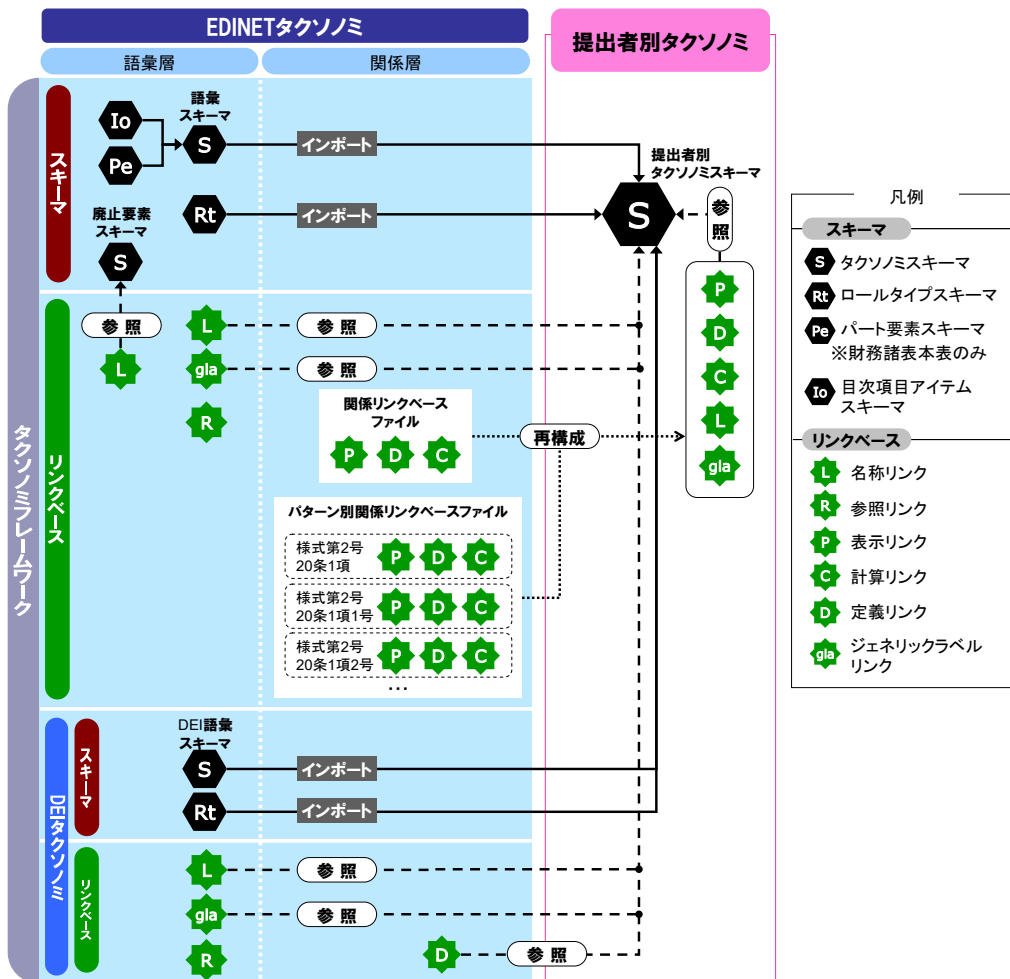 EDINETタクソノミ
提出者別タクソノミ
語彙層
関係層
タクソノミフレームワーク
スキーマ
Io
Pe
語彙
スキーマ
S
インポート
廃止要素
スキーマ
S
Rt
インポート
提出者別
タクソノミスキーマ
S
参照
P
D
C
L
gla
リンクベース
参照
L
L
参照
gla
参照
R
関係リンクベース
ファイル
P D C
再構成
パターン別関係リンクベースファイル
様式第2号
20条1項
P D C
様式第2号
20条1項1号
P D C
様式第2号
20条1項2号
P D C
...
DEIタクソノミ
スキーマ
DEI語彙
スキーマ
S
インポート
Rt
インポート
リンクベース
L
参照
gla
参照
R
D
参照
凡例
スキーマ
S タクソノミスキーマ
Rt ロールタイプスキーマ
Pe パート要素スキーマ
※財務諸表本表のみ
Io 目次項目アイテム
スキーマ
リンクベース
L 名称リンク
R 参照リンク
P 表示リンク
C 計算リンク
D 定義リンク
gla ジェネリックラベル
リンク